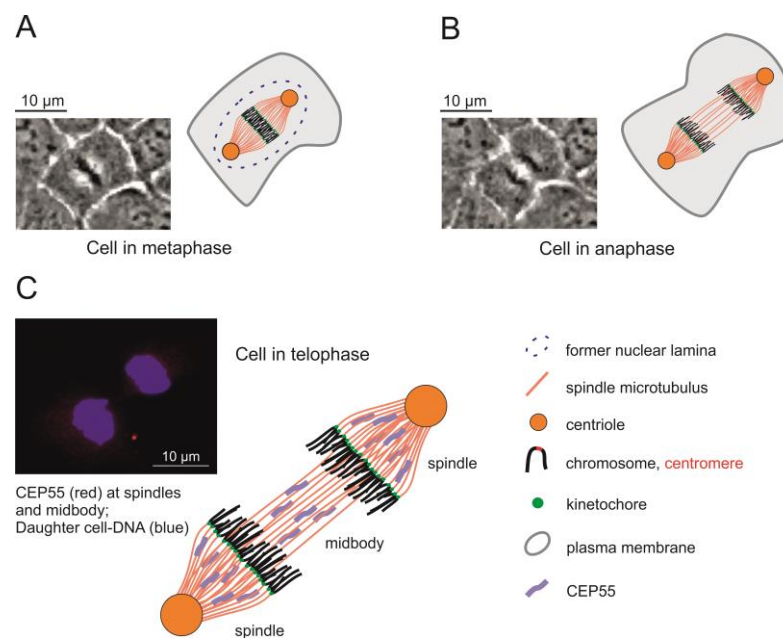 A
10 µm
Cell in metaphase
B
10 µm
Cell in anaphase
C
Cell in telophase
10 µm
CEP55 (red) at spindles
and midbody;
Daughter cell-DNA (blue)
spindle
midbody
spindle
former nuclear lamina
spindle microtubulus
centriole
chromosome, centromere
kinetochore
plasma membrane
CEP55